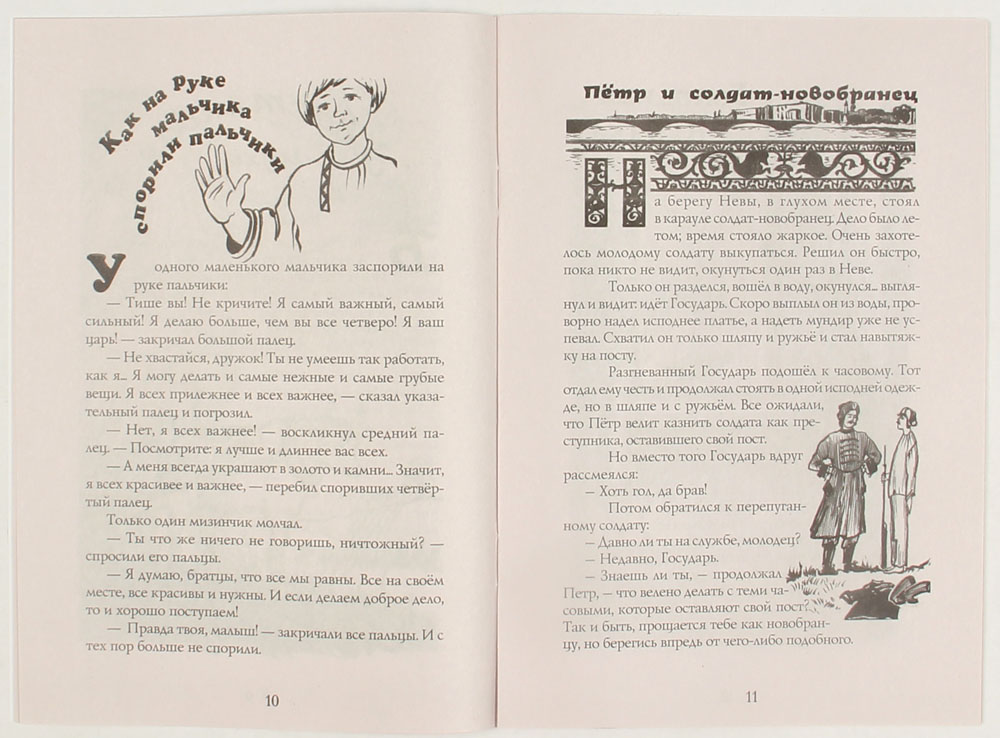 Как на руке
мальчика
спорили пальчики
У одного маленького мальчика заспорили на
руке пальчики:
— Тише вы! Не кричите! Я самый важный, самый
сильный! Я делаю больше, чем вы все четверо! Я ваш
царь! — закричал большой палец.
— Не хвастайся, дружок! Ты не умеешь так работать,
как я... Я могу делать и самые нежные и самые грубые
вещи. Я всех прилежнее и всех важнее, — сказал указа-
тельный палец и погрозил.
— Нет, я всех важнее! — воскликнул средний па-
лец. — Посмотрите: я лучше и длиннее вас всех.
— А меня всегда украшают в золото и камни... Значит,
я всех красивее и важнее, — перебил споривших четвёр-
тый палец.
Только один мизинчик молчал.
— Ты что же ничего не говоришь, ничтожный? —
спросили его пальцы.
— Я думаю, братцы, что все мы равны. Все на своём
месте, все красивы и нужны. И если делаем доброе дело,
то и хорошо поступаем!
— Правда твоя, малыш! — закричали все пальцы. И с
тех пор больше не спорили.
10
Пётр и солдат-новобранец
На берегу Невы, в глухом месте, стоял
в карауле солдат-новобранец. Дело было ле-
том; время стояло жаркое. Очень захоте-
лось молодому солдату выкупаться. Решил он быстро,
пока никто не видит, окунуться один раз в Неве.
Только он разделся, вошёл в воду, окунулся... выгля-
нул и видит: идёт Государь. Скоро выплыл он из воды, про-
ворно надел исподнее платье, а надеть мундир уже не ус-
певал. Схватил он только шляпу и ружьё и стал навытяж-
ку на посту.
Разгневанный Государь подошёл к часовому. Тот
отдал ему честь и продолжал стоять в одной исподней одеж-
де, но в шляпе и с ружьём. Все ожидали,
что Пётр велит казнить солдата как пре-
ступника, оставившего свой пост.
Но вместо того Государь вдруг
рассмеялся:
— Хоть гол, да брав!
Потом обратился к перепуган-
ному солдату:
— Давно ли ты на службе, молодец?
— Недавно, Государь.
— Знаешь ли ты, — продолжал
Петр, — что велено делать с теми ча-
совыми, которые оставляют свой пост?
Так и быть, прощается тебе как новобран-
цу, но берегись впредь от чего-либо подобного.
11